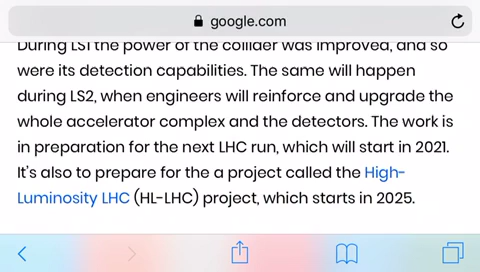 google.com
During LS1 the power of the collider was improved, and so
were its detection capabilities. The same will happen
during LS2, when engineers will reinforce and upgrade the
whole accelerator complex and the detectors. The work is
in preparation for the next LHC run, which will start in 2021.
It's also to prepare for the a project called the High-
Luminosity LHC (HL-LHC) project, which starts in 2025.